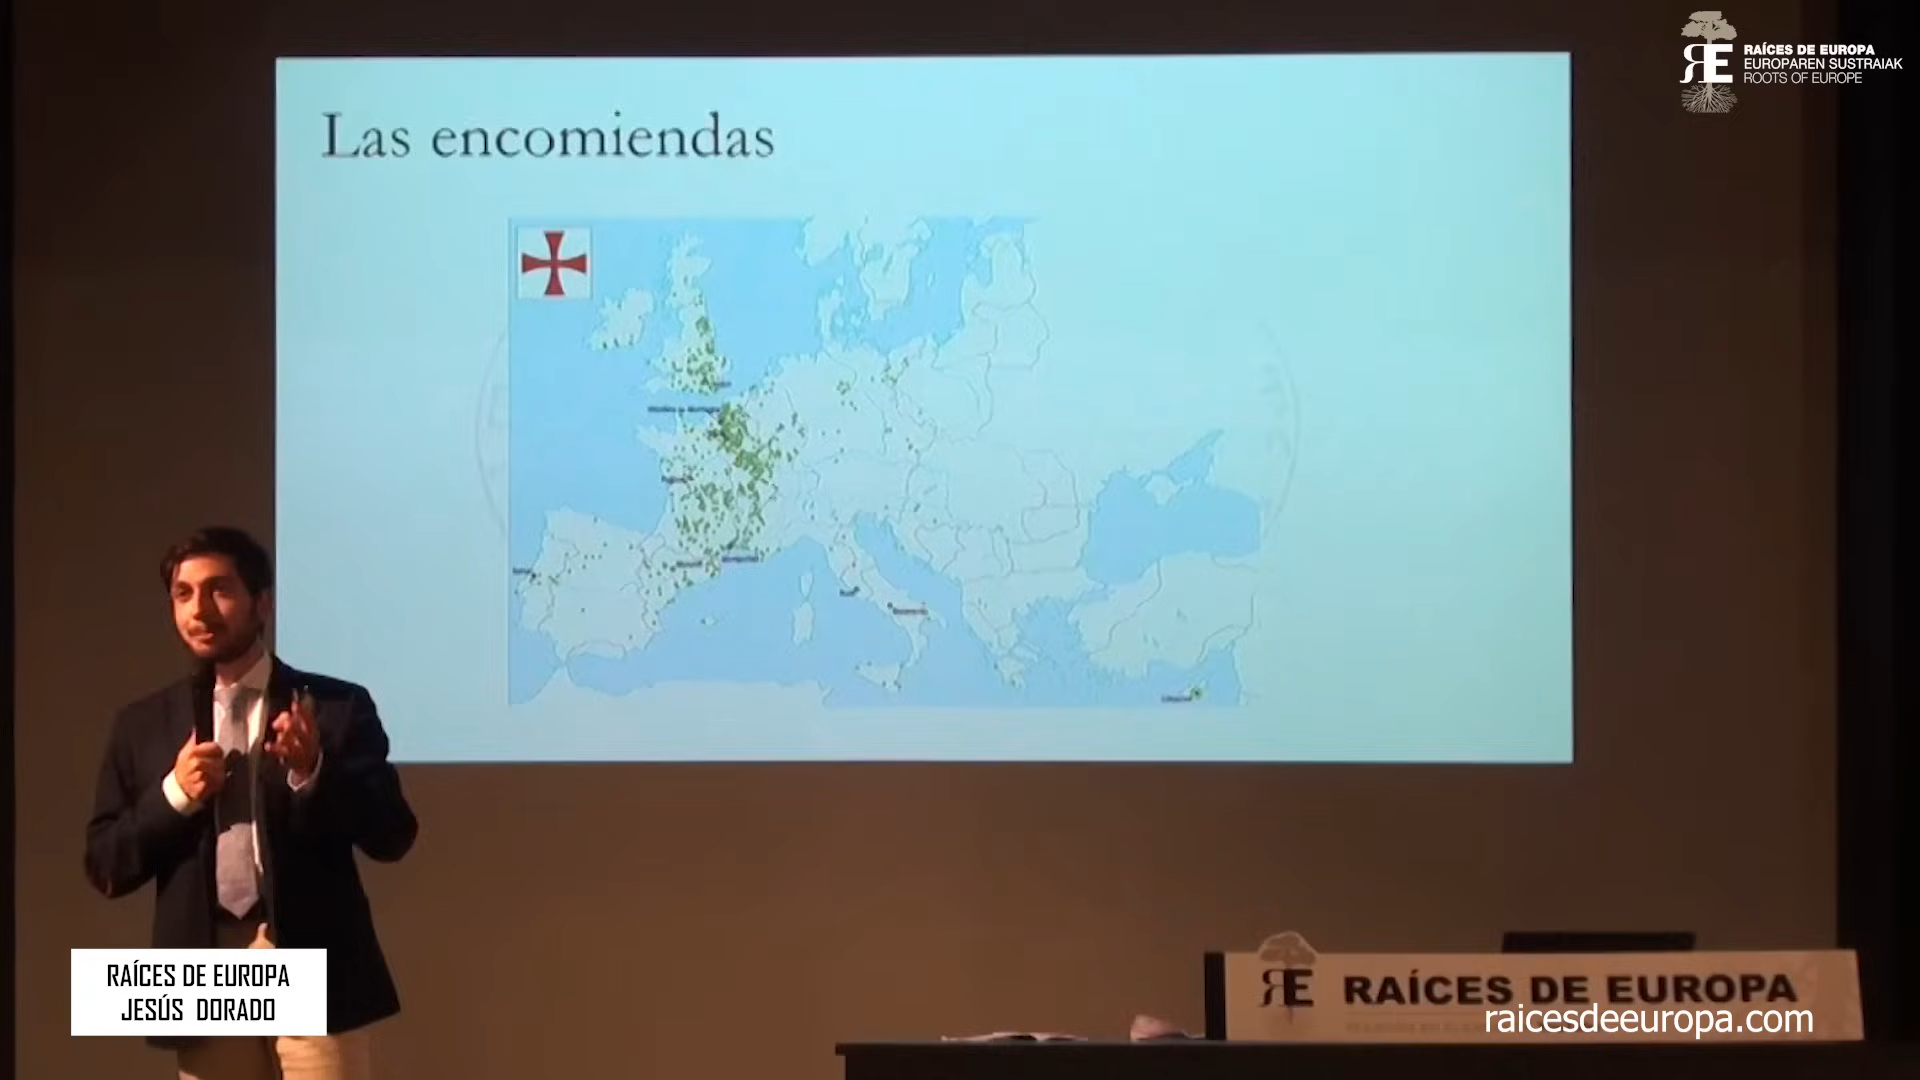 RAÍCES DE EUROPA
EUROPAREN SUSTRAIAK
ROOTS OF EUROPE
Las encomiendas
RAÍCES DE EUROPA
JESÚS DORADO
RE RAÍCES DE EUROPA
raicesdeeuropa.com